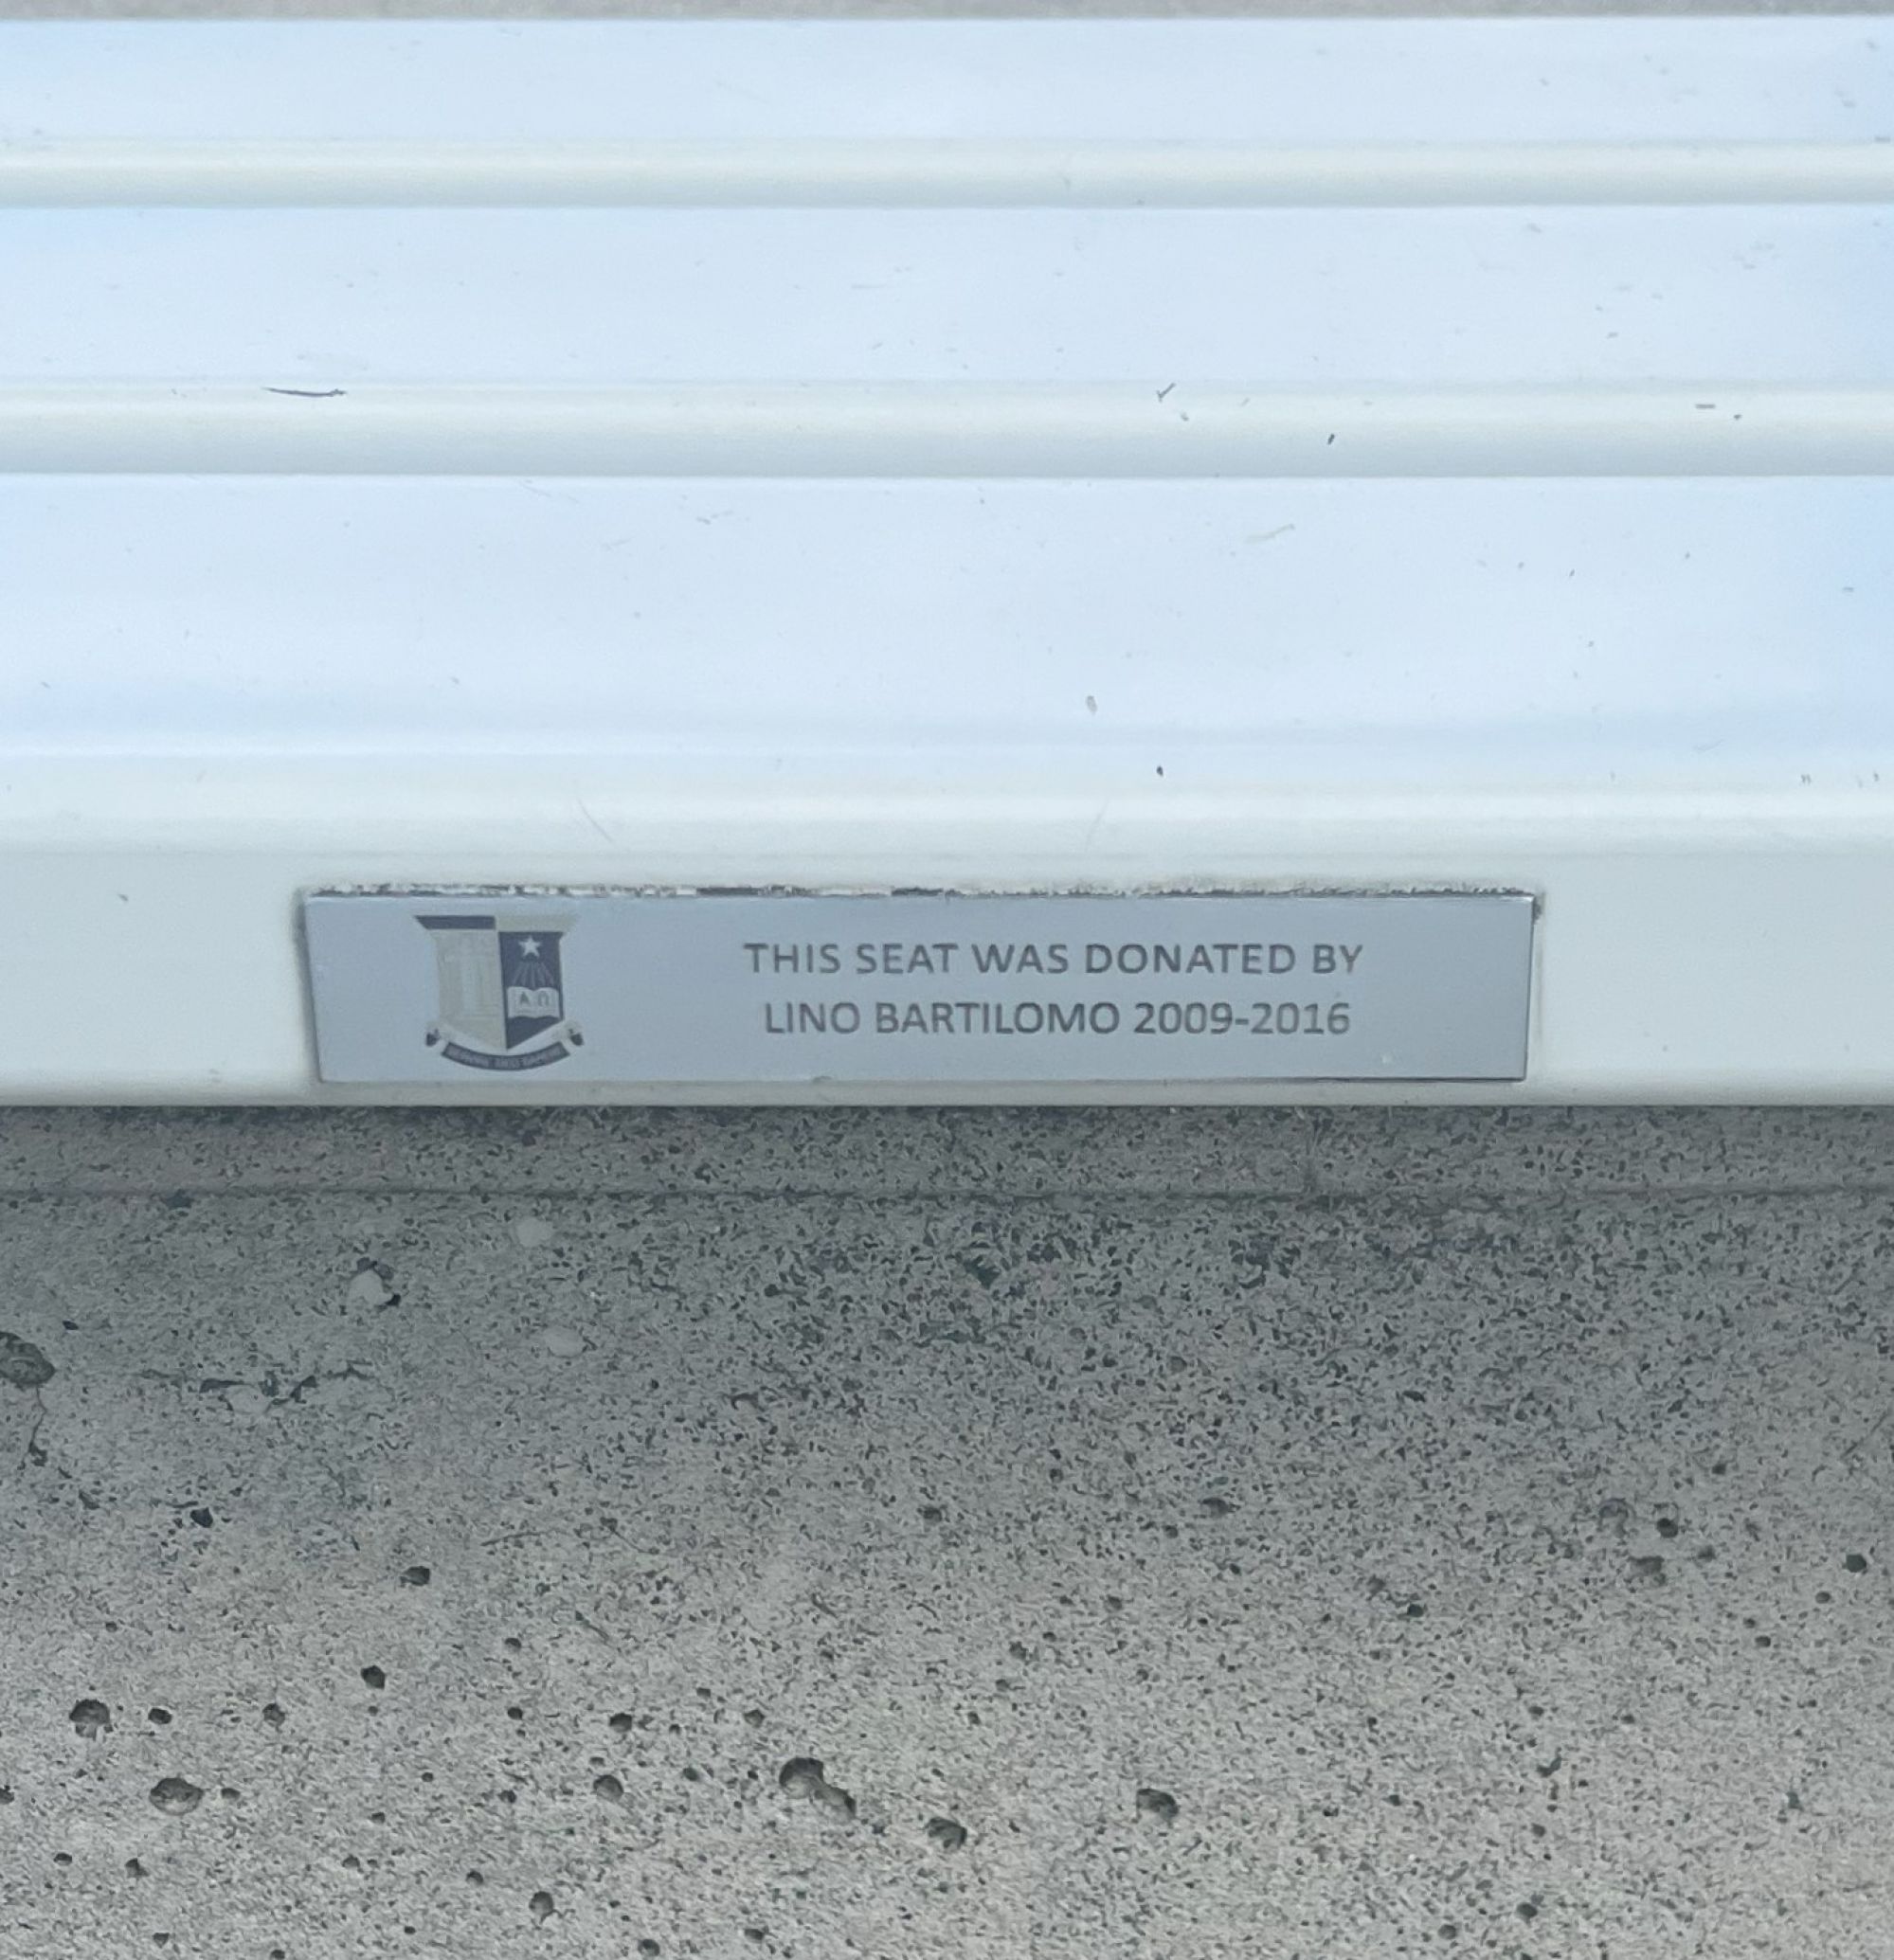 A Ω
THIS SEAT WAS DONATED BY
LINO BARTILOMO 2009-2016